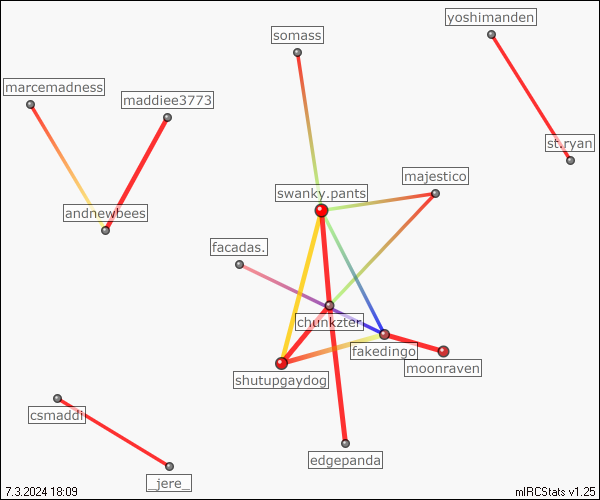 yoshimanden
somass
marcemadness
maddiee3773
st.ryan
majestico
swanky.pants
andnewbees
facadas.
chunkzter
fakedingo
moonraven
shutupgaydog
csmaddi
edgepanda
_jere_
7.3.2024 18:09
mIRCStats v1.25